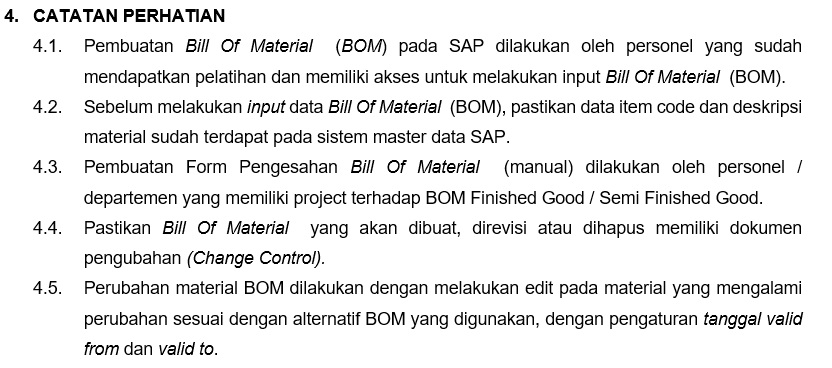 4. CATATAN PERHATIAN
4.1. Pembuatan Bill Of Material (BOM) pada SAP dilakukan oleh personel yang sudah
mendapatkan pelatihan dan memiliki akses untuk melakukan input Bill Of Material (BOM).
4.2. Sebelum melakukan input data Bill Of Material (BOM), pastikan data item code dan deskripsi
material sudah terdapat pada sistem master data SAP.
4.3. Pembuatan Form Pengesahan Bill Of Material (manual) dilakukan oleh personel /
departemen yang memiliki project terhadap BOM Finished Good / Semi Finished Good.
4.4. Pastikan Bill Of Material yang akan dibuat, direvisi atau dihapus memiliki dokumen
pengubahan (Change Control).
4.5. Perubahan material BOM dilakukan dengan melakukan edit pada material yang mengalami
perubahan sesuai dengan alternatif BOM yang digunakan, dengan pengaturan tanggal valid
from dan valid to.